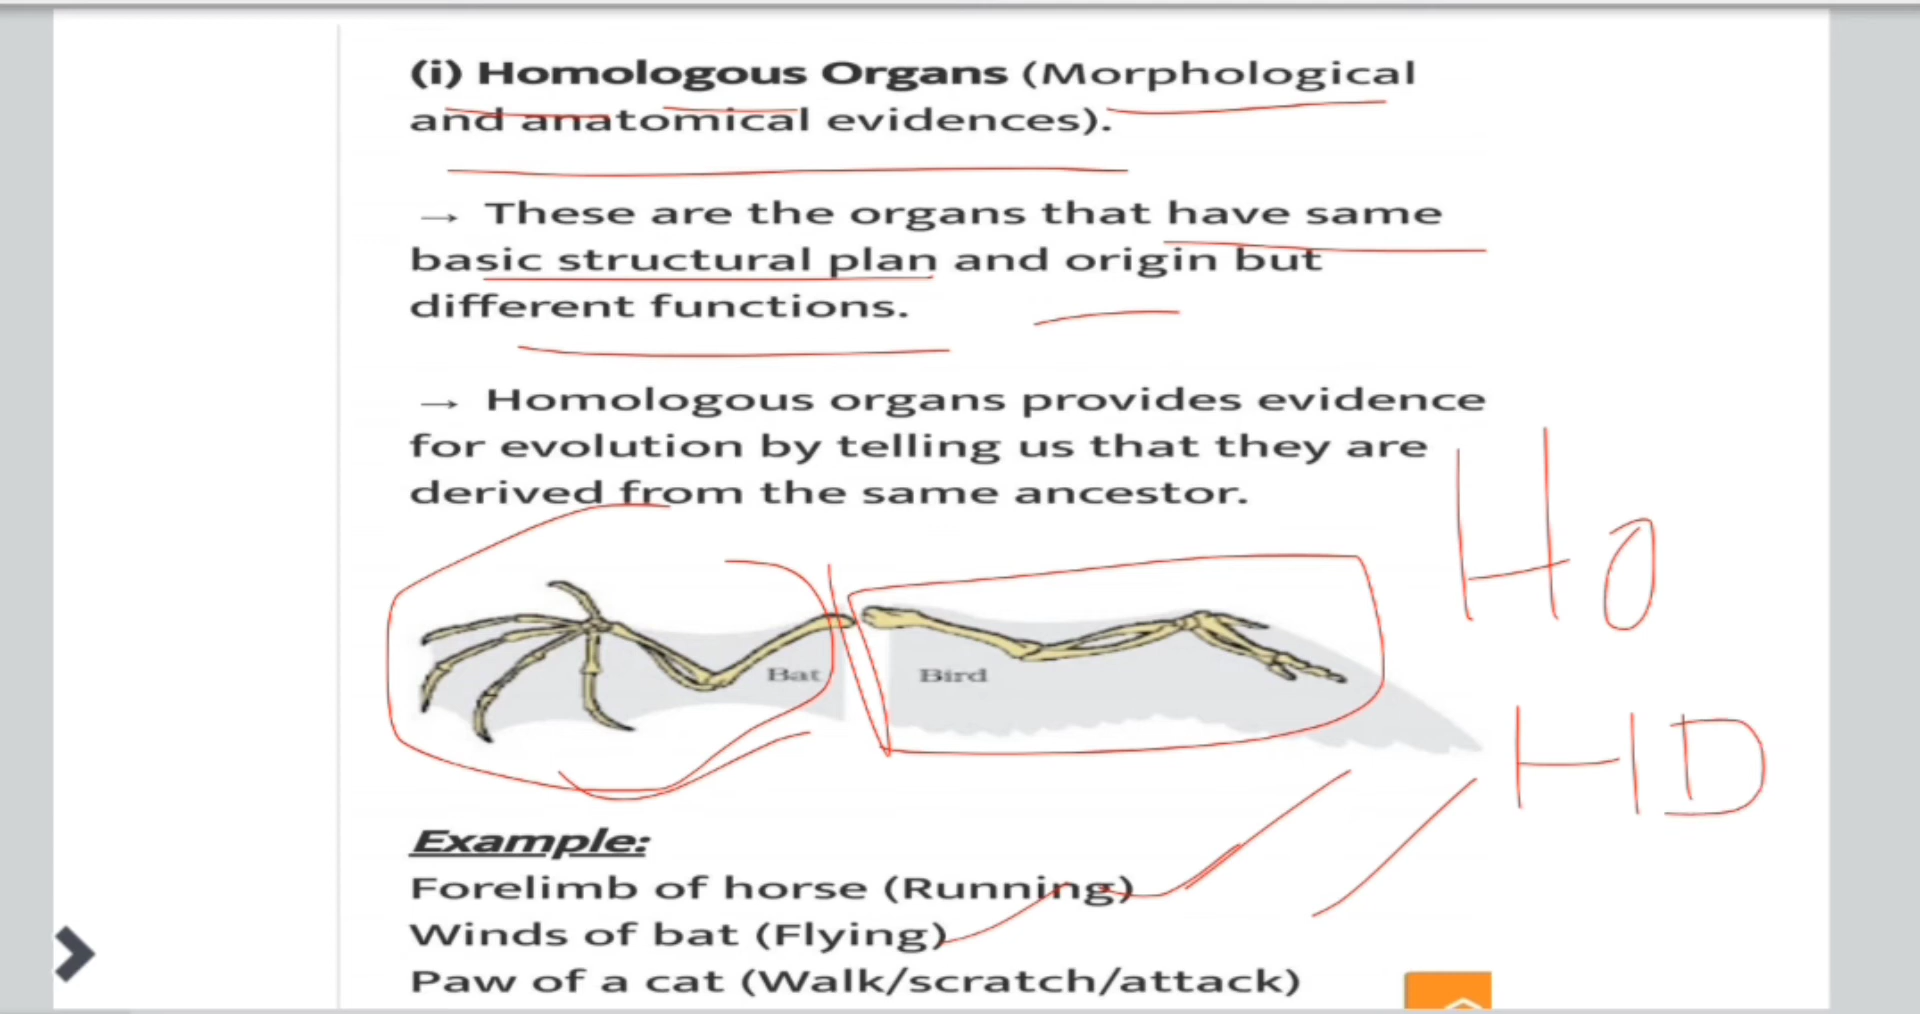 (i) Homologous Organs (Morphological
and anatomical evidences).
→ These are the organs that have same
basic structural plan and origin but
different functions.
→ Homologous organs provides evidence
for evolution by telling us that they are
derived from the same ancestor.
HO
Bat
Bird
HD
Example:
Forelimb of horse (Running)
Winds of bat (Flying)
Paw of a cat (Walk/scratch/attack)